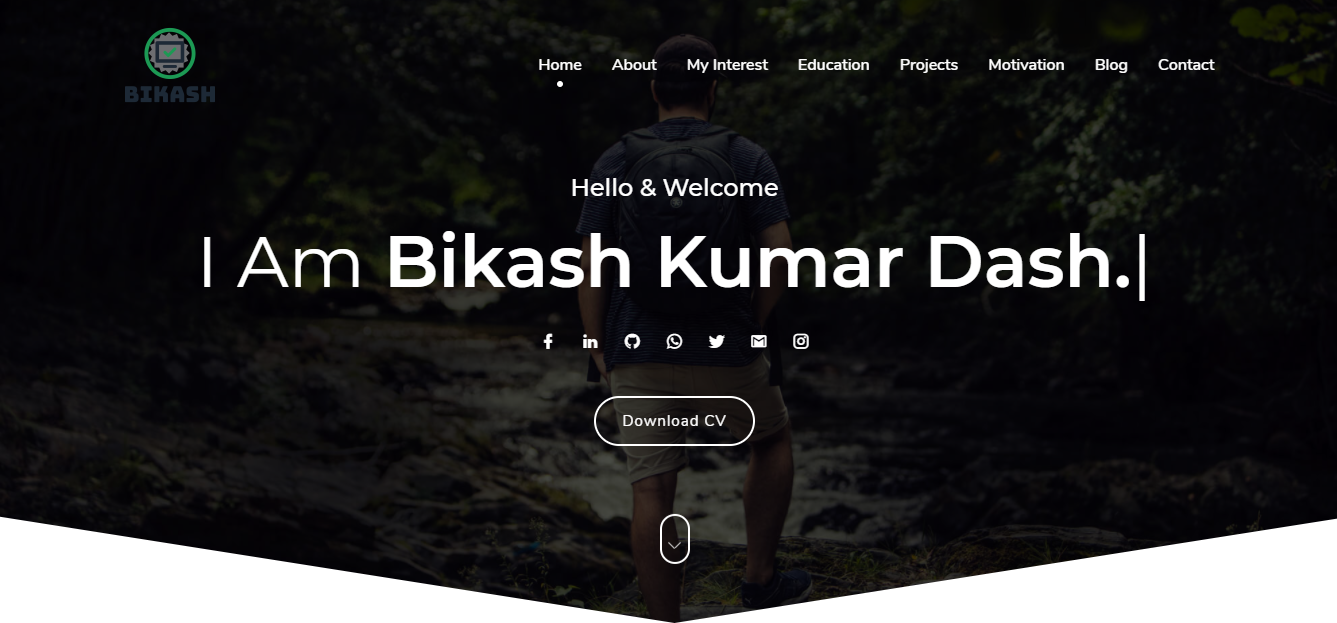 BIKASH
Home About My Interest Education Projects Motivation Blog Contact
Hello & Welcome
I Am Bikash Kumar Dash.|
Download CV